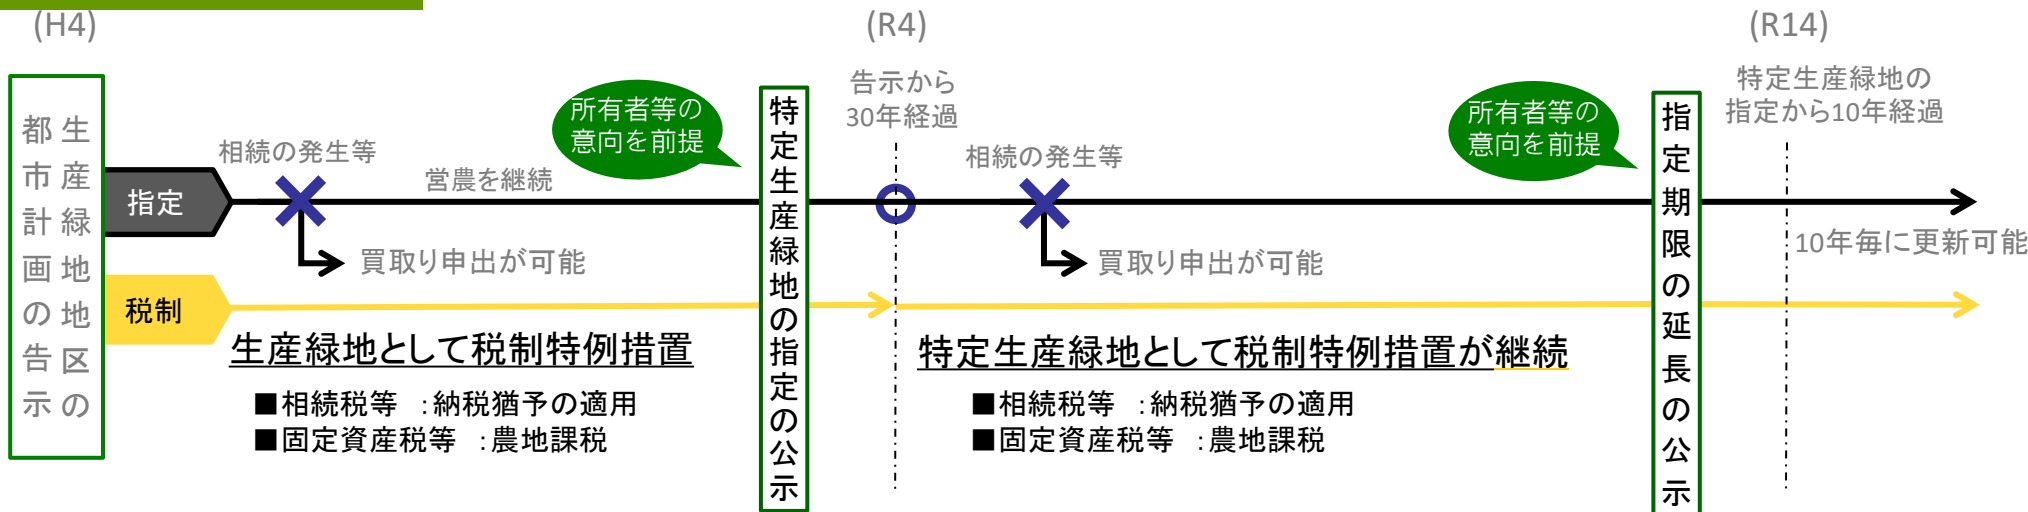 (H4)
(R4)
(R14)
生産緑地地区の
都市計画の告示
指定
税制
相続の発生等
営農を継続
買取り申出が可能
所有者等の
意向を前提
特定生産緑地の指定の公示
告示から
30年経過
相続の発生等
買取り申出が可能
所有者等の
意向を前提
指定期限の延長の公示
特定生産緑地の
指定から10年経過
10年毎に更新可能
生産緑地として税制特例措置
■相続税等　：納税猶予の適用
■固定資産税等　：農地課税
特定生産緑地として税制特例措置が継続
■相続税等　：納税猶予の適用
■固定資産税等　：農地課税